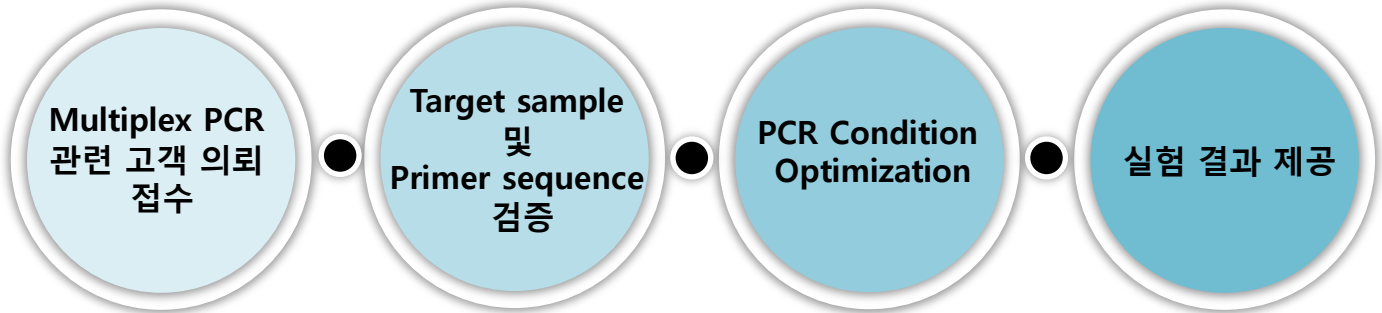 Multiplex PCR
관련 고객 의뢰
접수
Target sample
및
Primer sequence
검증
PCR Condition
Optimization
실험 결과 제공